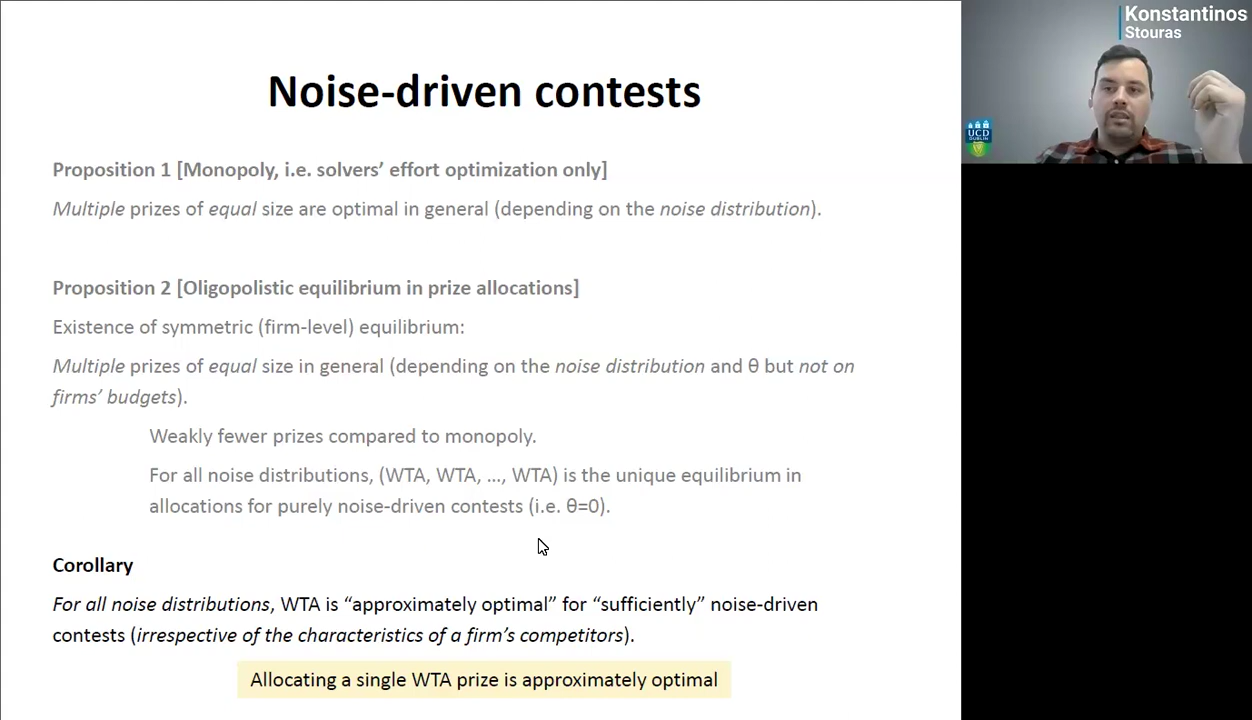 Noise-driven contests
Proposition 1 [Monopoly, i.e. solvers’ effort optimization only]
Multiple prizes of equal size are optimal in general (depending on the noise distribution).
Proposition 2 [Oligopolistic equilibrium in prize allocations]
Existence of symmetric (firm-level) equilibrium:
Multiple prizes of equal size in general (depending on the noise distribution and θ but not on
firms’ budgets).
Weakly fewer prizes compared to monopoly.
For all noise distributions, (WTA, WTA, ..., WTA) is the unique equilibrium in
allocations for purely noise-driven contests (i.e. θ=0).
Corollary
For all noise distributions, WTA is “approximately optimal” for “sufficiently” noise-driven
contests (irrespective of the characteristics of a firm’s competitors).
Allocating a single WTA prize is approximately optimal
Konstantinos
Stouras
UCD
DUBLIN